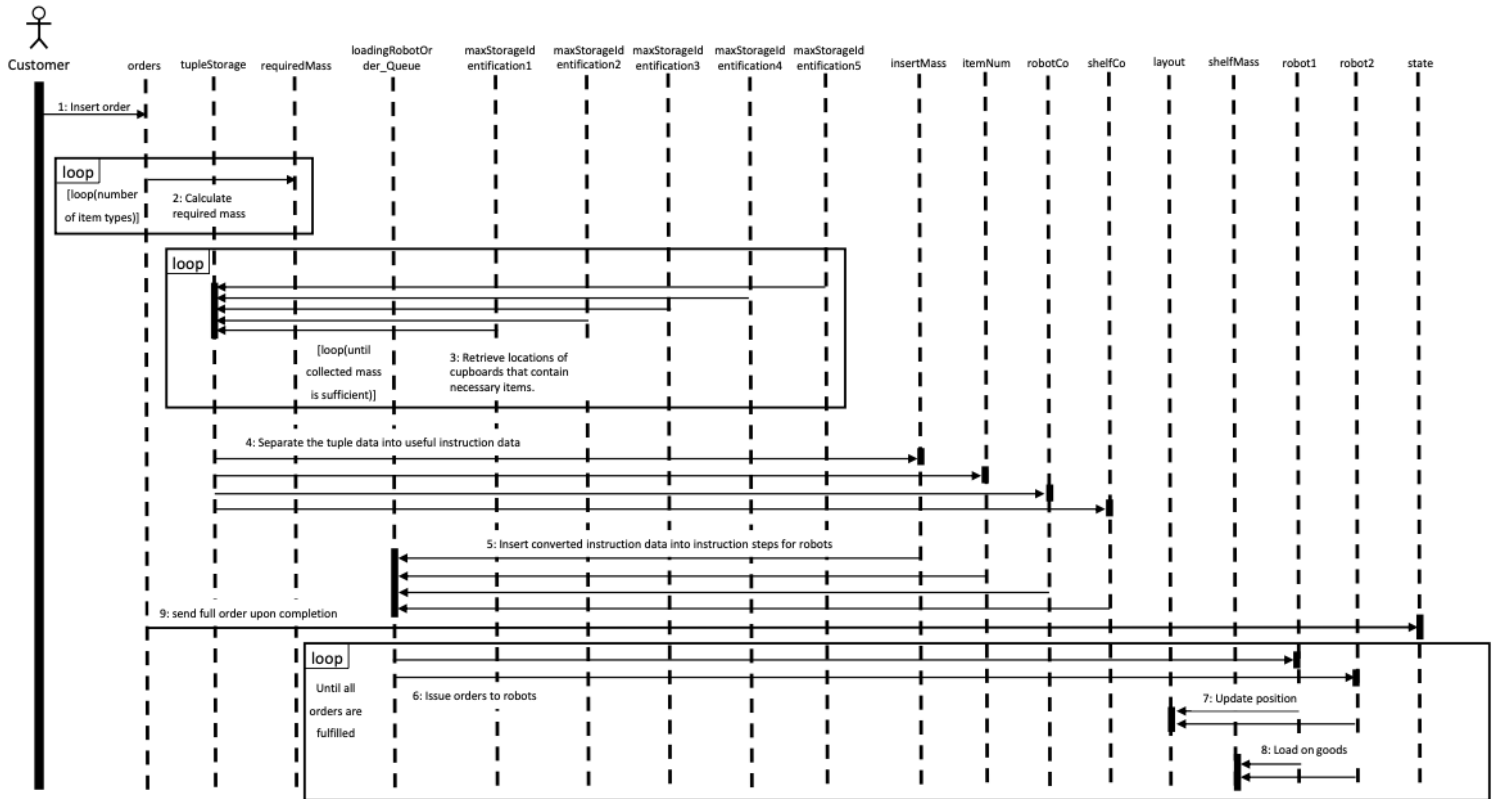 Customer
orders
tupleStorage
requiredMass
loadingRobotOr
der_Queue
maxStorageId
entification1
maxStorageId
entification2
maxStorageId
entification3
maxStorageId
entification4
maxStorageId
entification5
insertMass
itemNum
robotCo
shelfCo
layout
shelfMass
robot1
robot2
state
1: Insert order
loop
[loop(number
of item types)]
2: Calculate
required mass
loop
[loop(until
collected mass
is sufficient)]
3: Retrieve locations of
cupboards that contain
necessary items.
4: Separate the tuple data into useful instruction data
5: Insert converted instruction data into instruction steps for robots
9: send full order upon completion
loop
Until all
orders are
fulfilled
6: Issue orders to robots
7: Update position
8: Load on goods